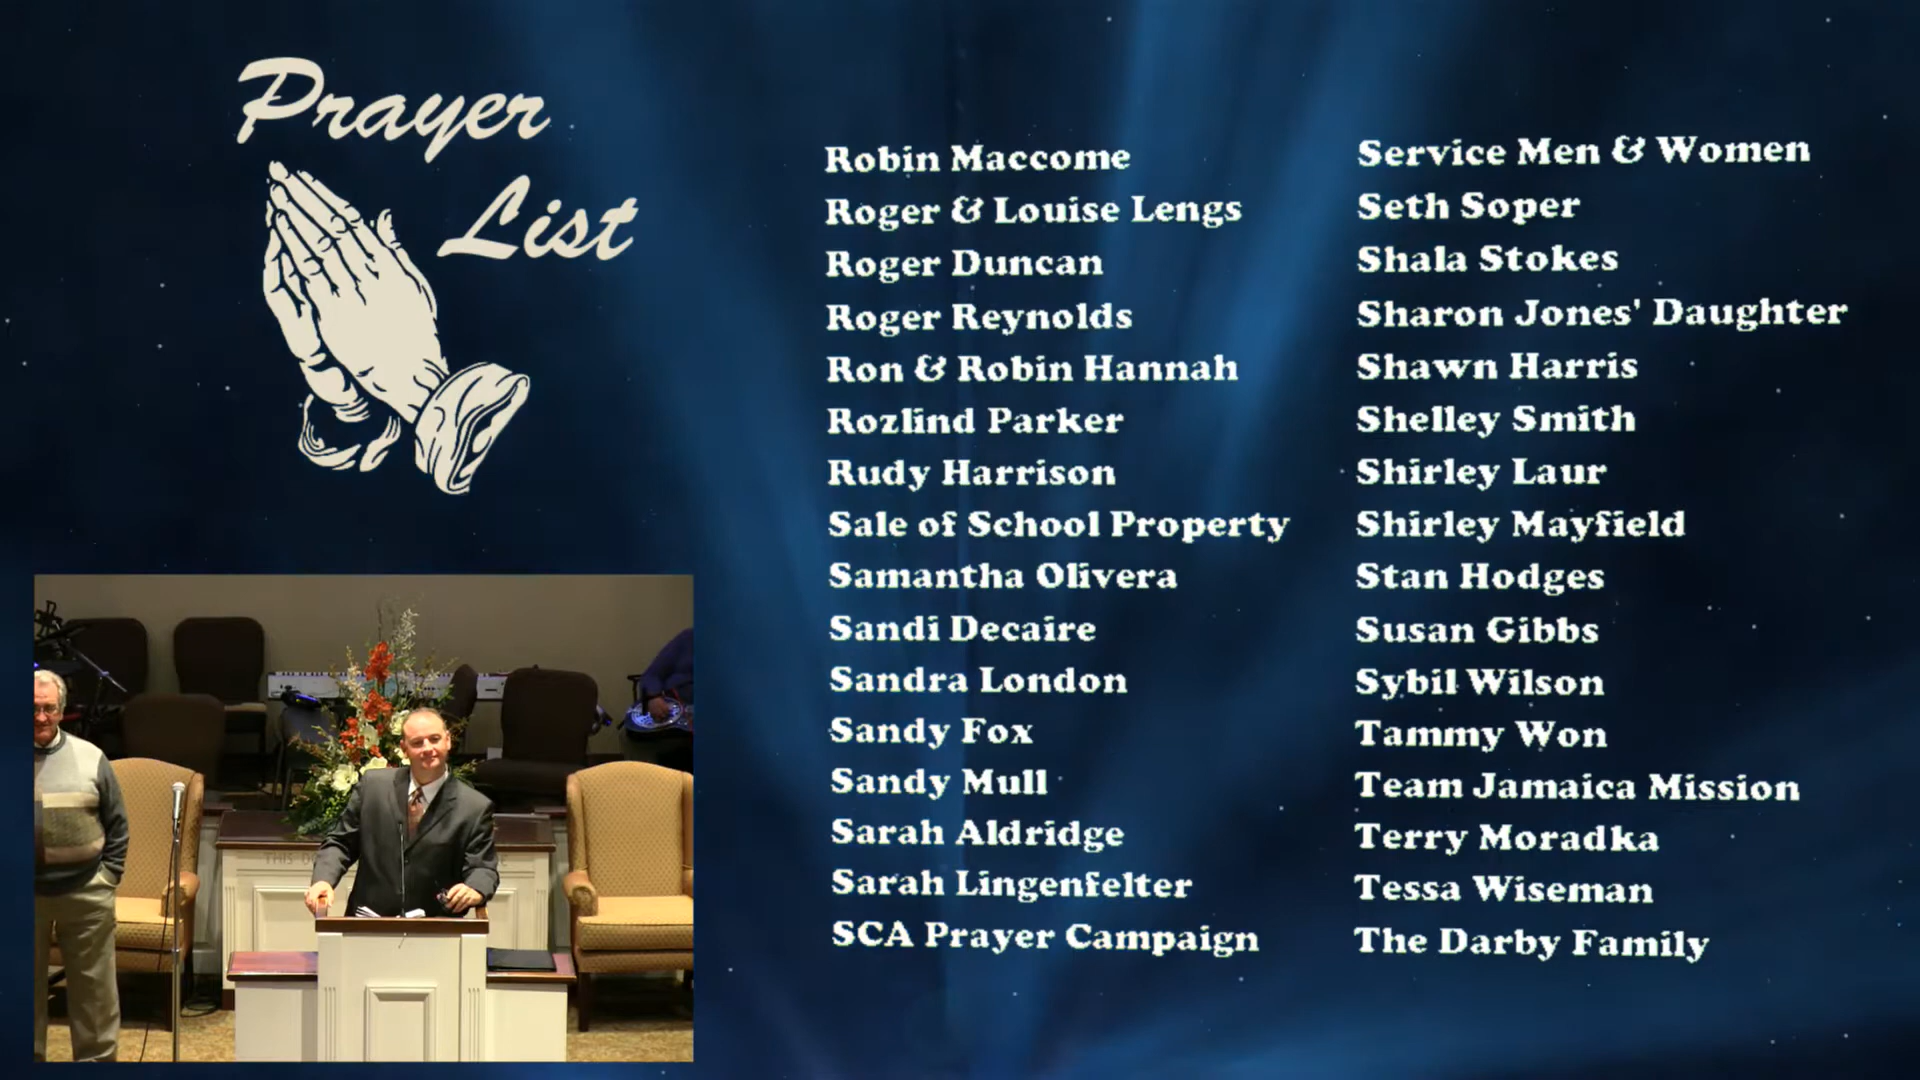 Prayer
List
Robin Maccome
Roger & Louise Lengs
Roger Duncan
Roger Reynolds
Ron & Robin Hannah
Rozlind Parker
Rudy Harrison
Sale of School Property
Samantha Olivera
Sandi Decaire
Sandra London
Sandy Fox
Sandy Mull
Sarah Aldridge
Sarah Lingenfelter
SCA Prayer Campaign
Service Men & Women
Seth Soper
Shala Stokes
Sharon Jones' Daughter
Shawn Harris
Shelley Smith
Shirley Laur
Shirley Mayfield
Stan Hodges
Susan Gibbs
Sybil Wilson
Tammy Won
Team Jamaica Mission
Terry Moradka
Tessa Wiseman
The Darby Family
THIS